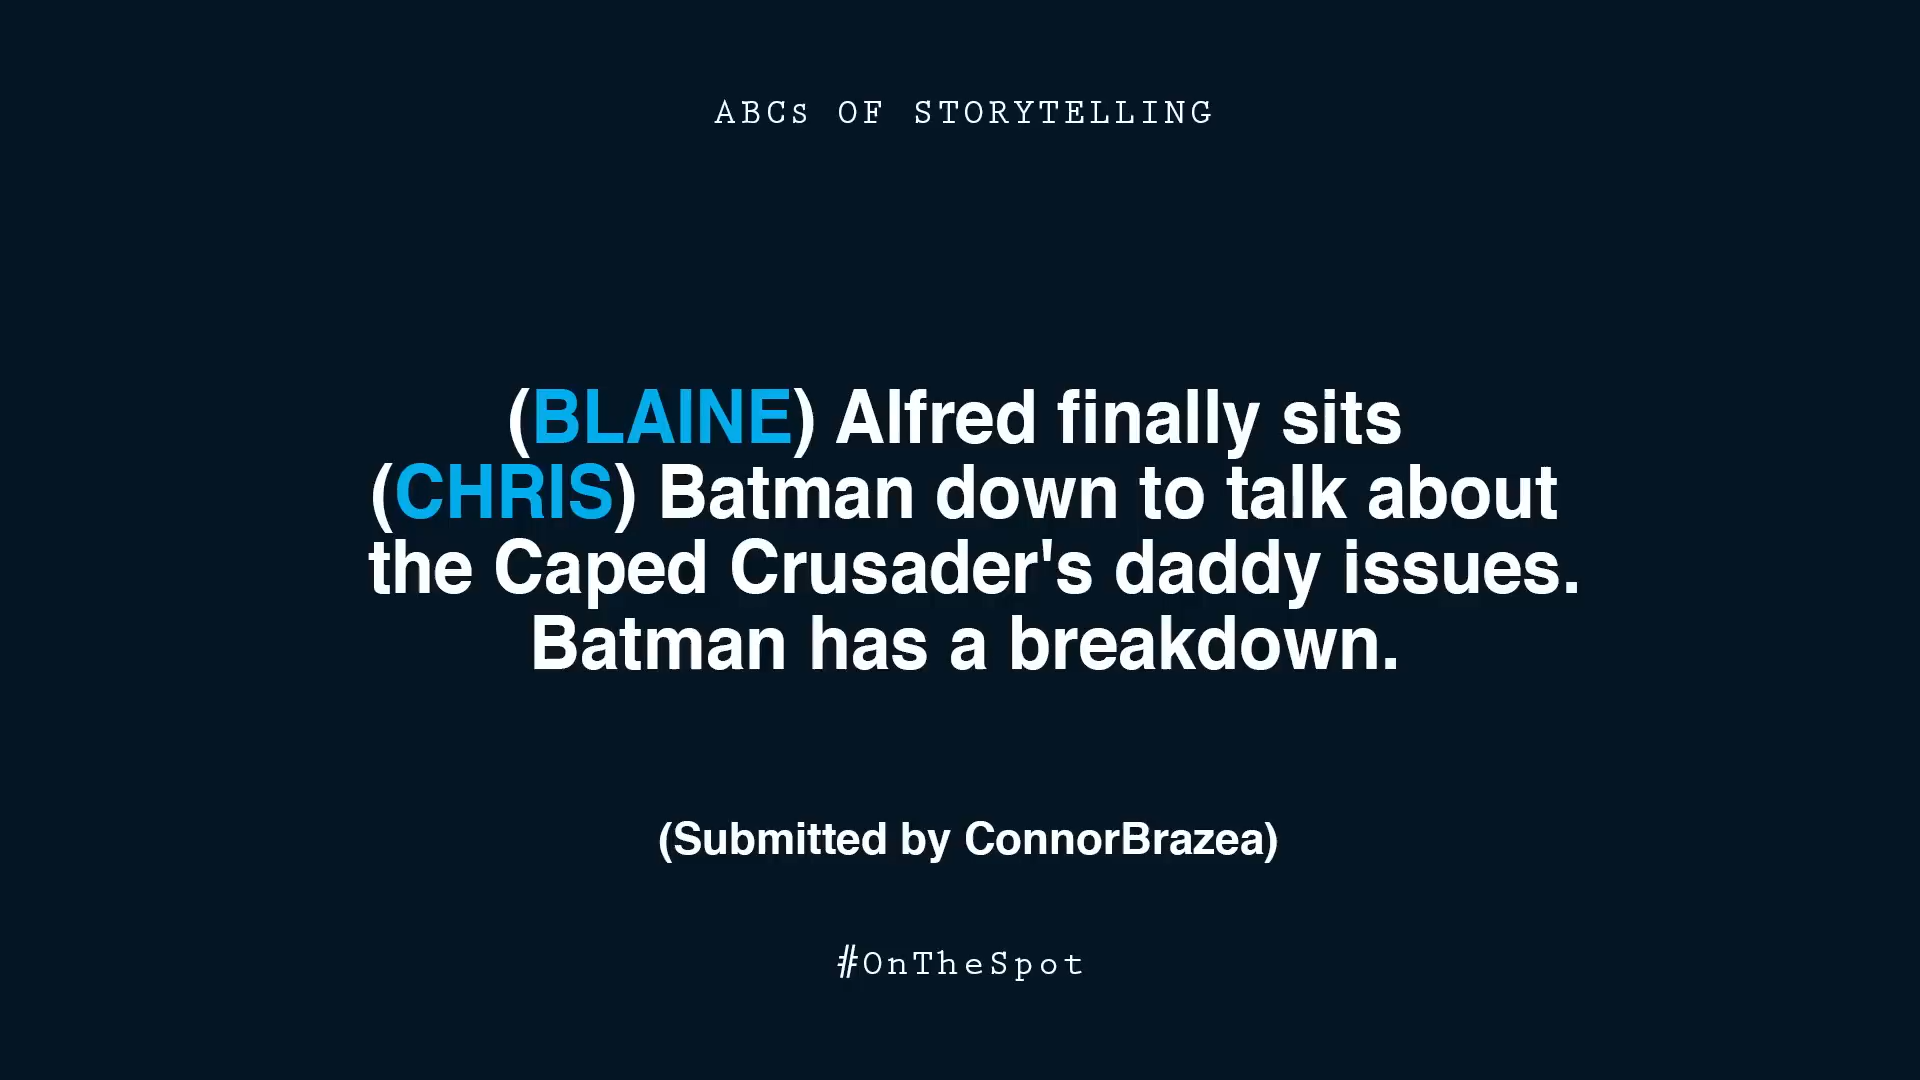 ABCs OF STORYTELLING
(BLAINE) Alfred finally sits
(CHRIS) Batman down to talk about
the Caped Crusader's daddy issues.
Batman has a breakdown.
(Submitted by ConnorBrazea)
#OnTheSpot